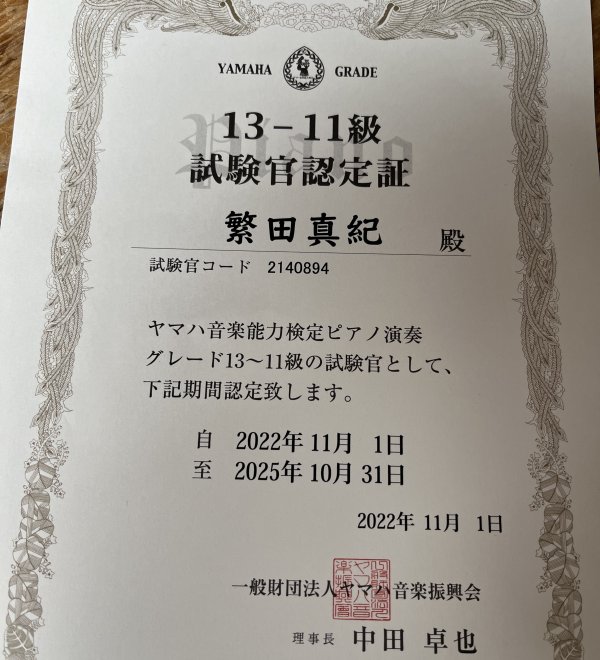 YAMAHA GRADE
Piano
13-11級
試験官認定証
繁田真紀 殿
試験官コード 2140894
ヤマハ音楽能力検定ピアノ演奏
グレード13〜11級の試験官として、
下記期間認定致します。
自 2022年 11月 1日
至 2025年 10月 31日
2022年 11月 1日
一般財団法人ヤマハ音楽振興会
理事長 中田 卓也